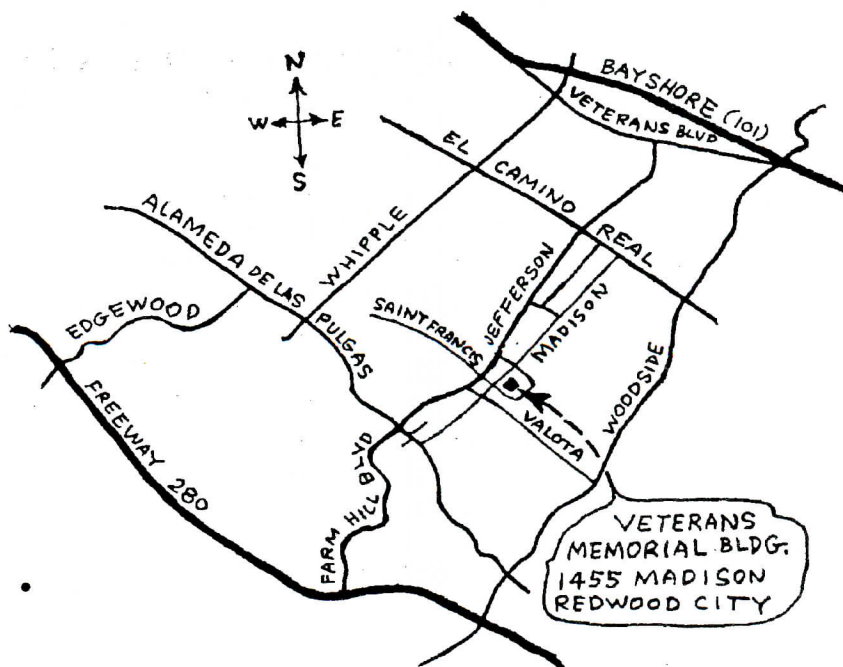 N
W E
S
BAYSHORE (101)
VETERANS BLVD
EL CAMINO REAL
ALAMEDA DE LAS PULGAS
WHIPPLE
EDGEWOOD
JEFFERSON
SAINT FRANCIS
MADISON
WOODSIDE
VALOTA
FREEWAY 280
FARM HILL BLVD
VETERANS
MEMORIAL BLDG.
1455 MADISON
REDWOOD CITY